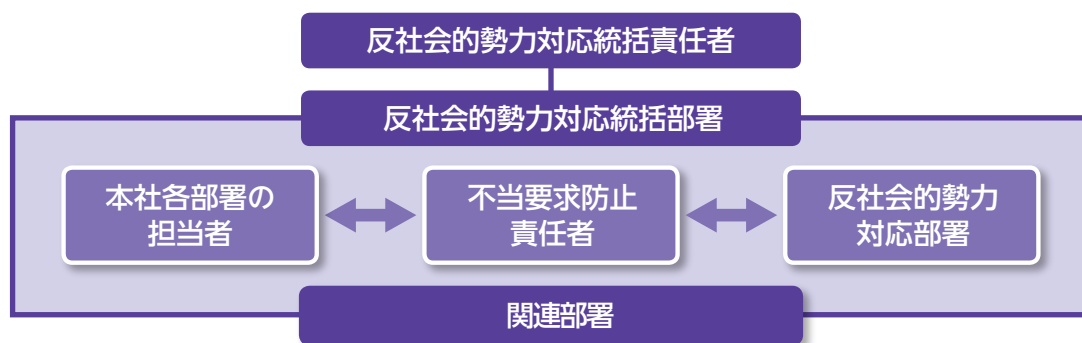 反社会的勢力対応統括責任者
反社会的勢力対応統括部署
本社各部署の
担当者
不当要求防止
責任者
反社会的勢力
対応部署
関連部署